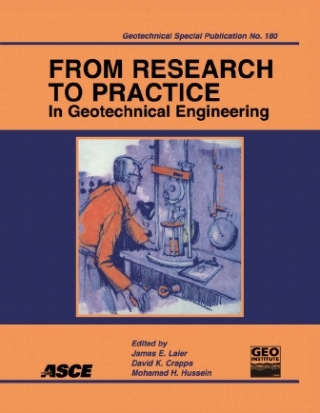 Geotechnical Special Publication No. 180
FROM RESEARCH
TO PRACTICE
In Geotechnical Engineering
Edited by
James E. Laier
David K. Crapps
Mohamad H. Hussein
ASCE
GEO
INSTITUTE